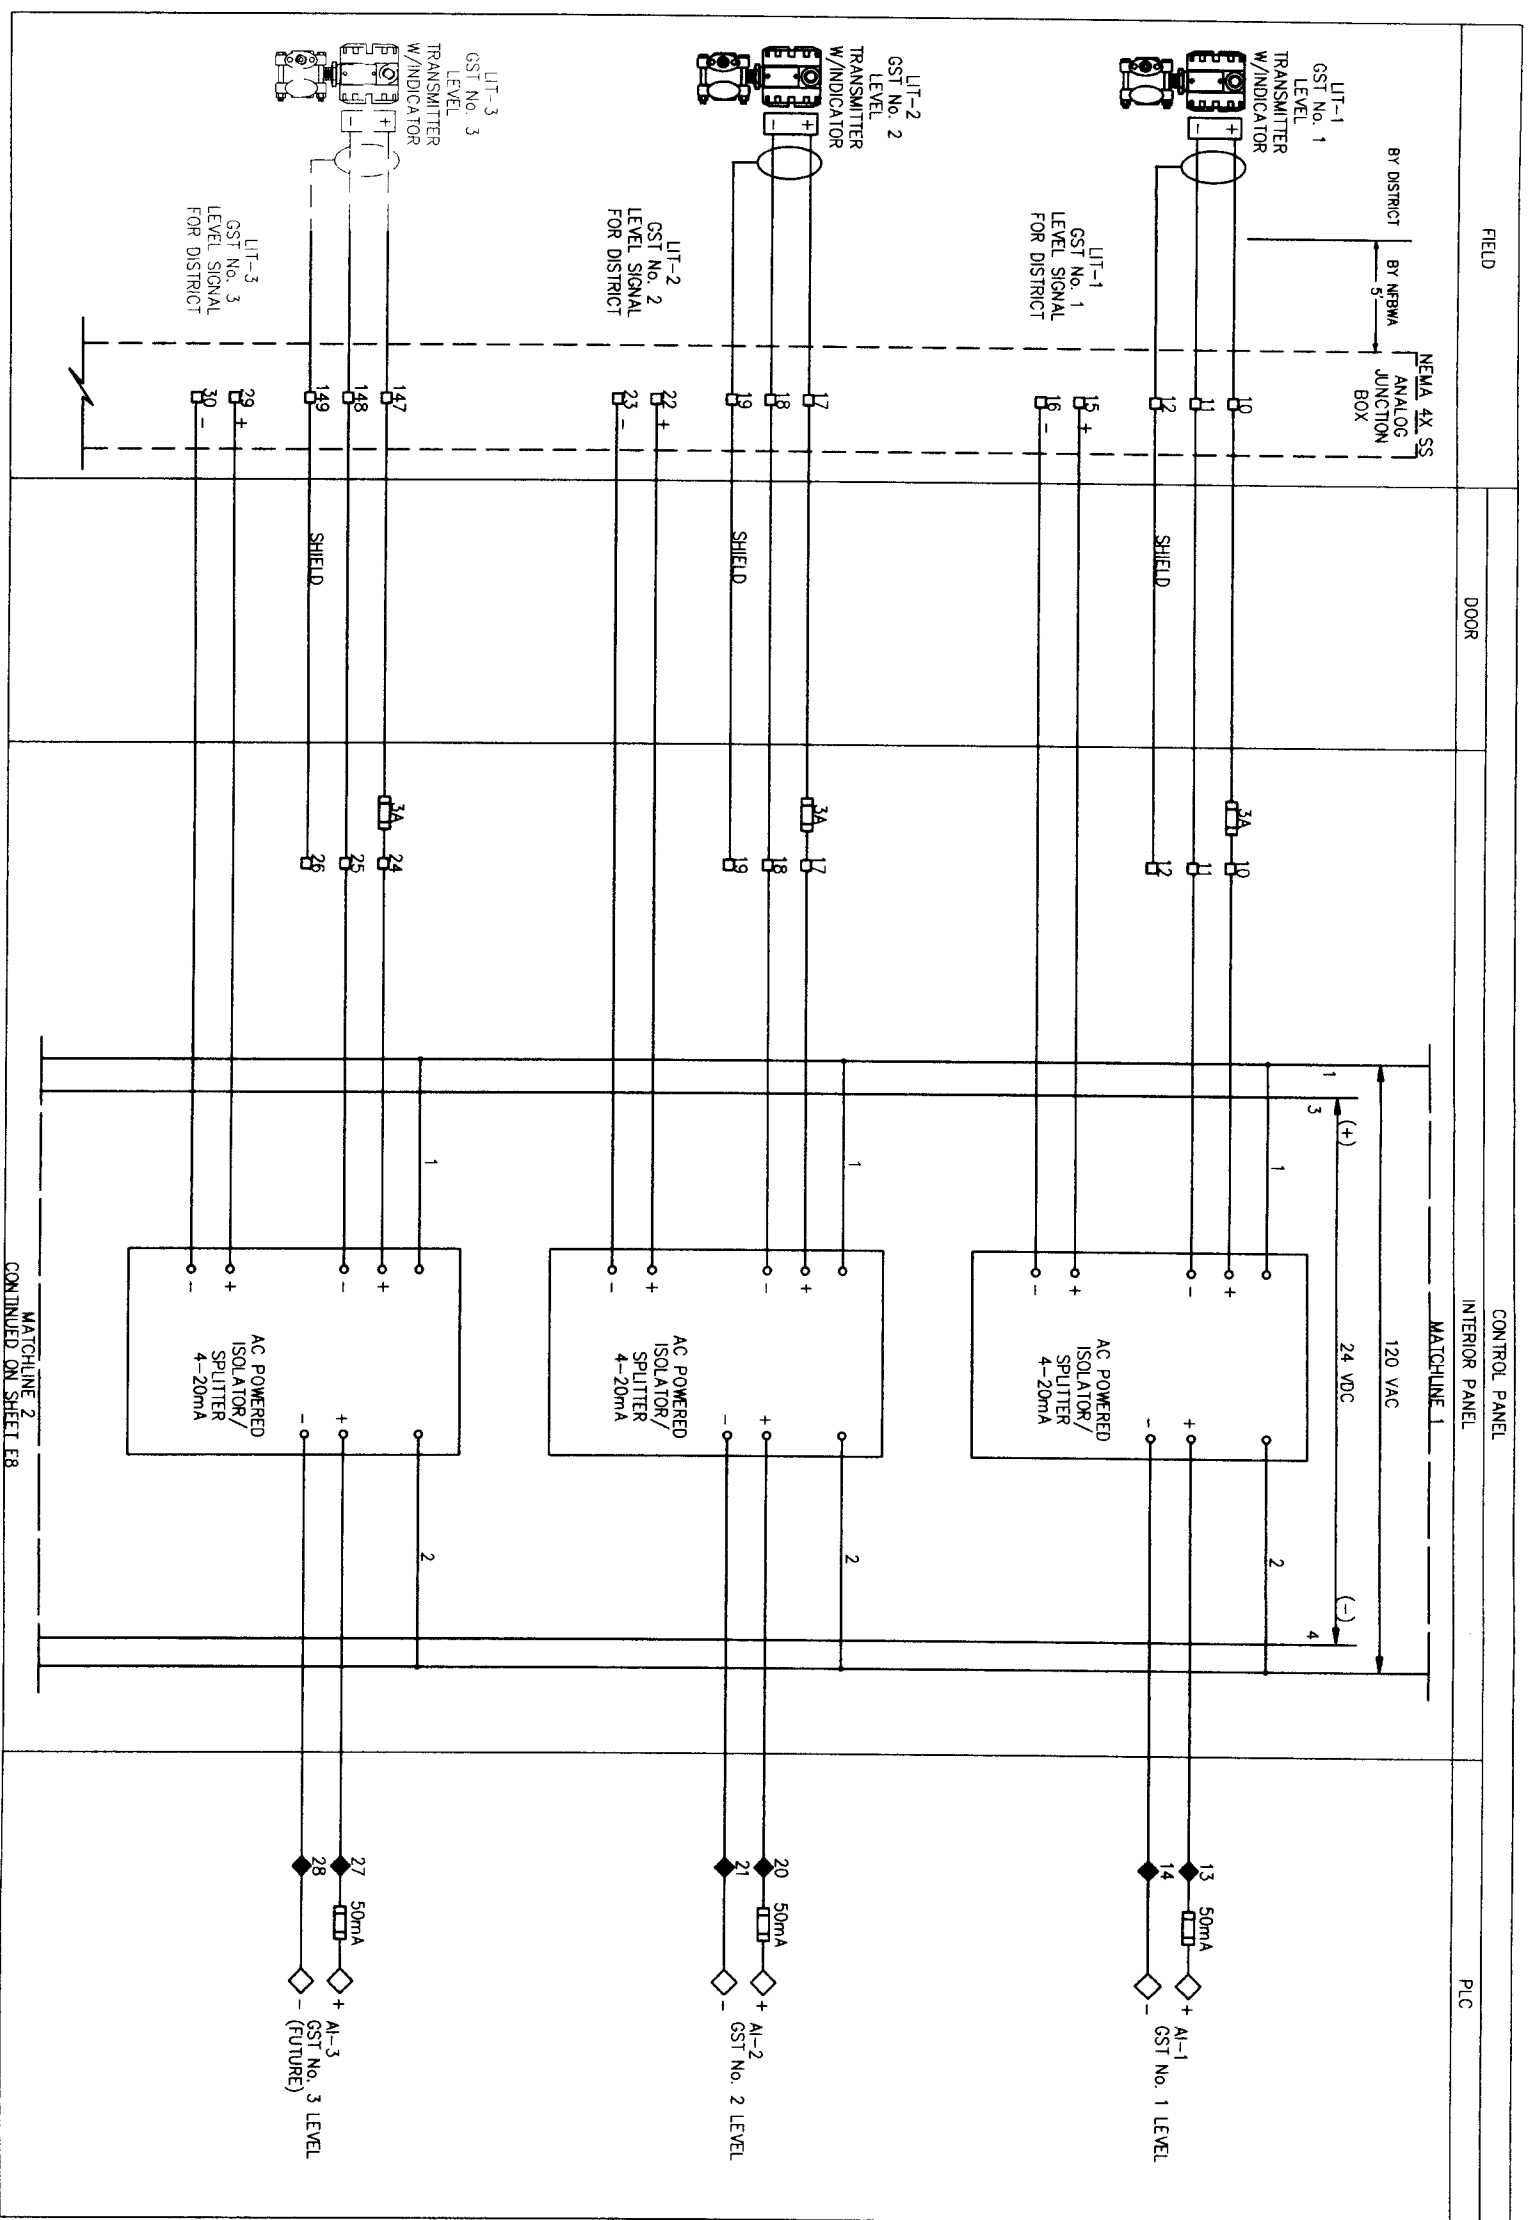 FIELD
CONTROL PANEL
DOOR
INTERIOR PANEL
PLC
BY DISTRICT
BY NFBWA
5'
NEMA 4X SS
ANALOG
JUNCTION
BOX
MATCHLINE 1
120 VAC
24 VDC
(+)
(-)
1
3
4
LIT-1
GST No. 1
LEVEL
TRANSMITTER
W/INDICATOR
+
-
10
11
12
SHIELD
3A
10
11
12
1
2
+
-
+
-
+
-
AC POWERED
ISOLATOR/
SPLITTER
4-20mA
LIT-1
GST No. 1
LEVEL SIGNAL
FOR DISTRICT
15 +
16 -
13
14
50mA
+
-
AI-1
GST No. 1 LEVEL
LIT-2
GST No. 2
LEVEL
TRANSMITTER
W/INDICATOR
+
-
17
18
19
SHIELD
3A
17
18
19
1
2
+
-
+
-
+
-
AC POWERED
ISOLATOR/
SPLITTER
4-20mA
LIT-2
GST No. 2
LEVEL SIGNAL
FOR DISTRICT
22 +
23 -
20
21
50mA
+
-
AI-2
GST No. 2 LEVEL
LIT-3
GST No. 3
LEVEL
TRANSMITTER
W/INDICATOR
+
-
147
148
149
SHIELD
3A
24
25
26
1
2
+
-
+
-
+
-
AC POWERED
ISOLATOR/
SPLITTER
4-20mA
LIT-3
GST No. 3
LEVEL SIGNAL
FOR DISTRICT
29 +
30 -
27
28
50mA
+
-
AI-3
GST No. 3 LEVEL
(FUTURE)
MATCHLINE 2
CONTINUED ON SHEET E8